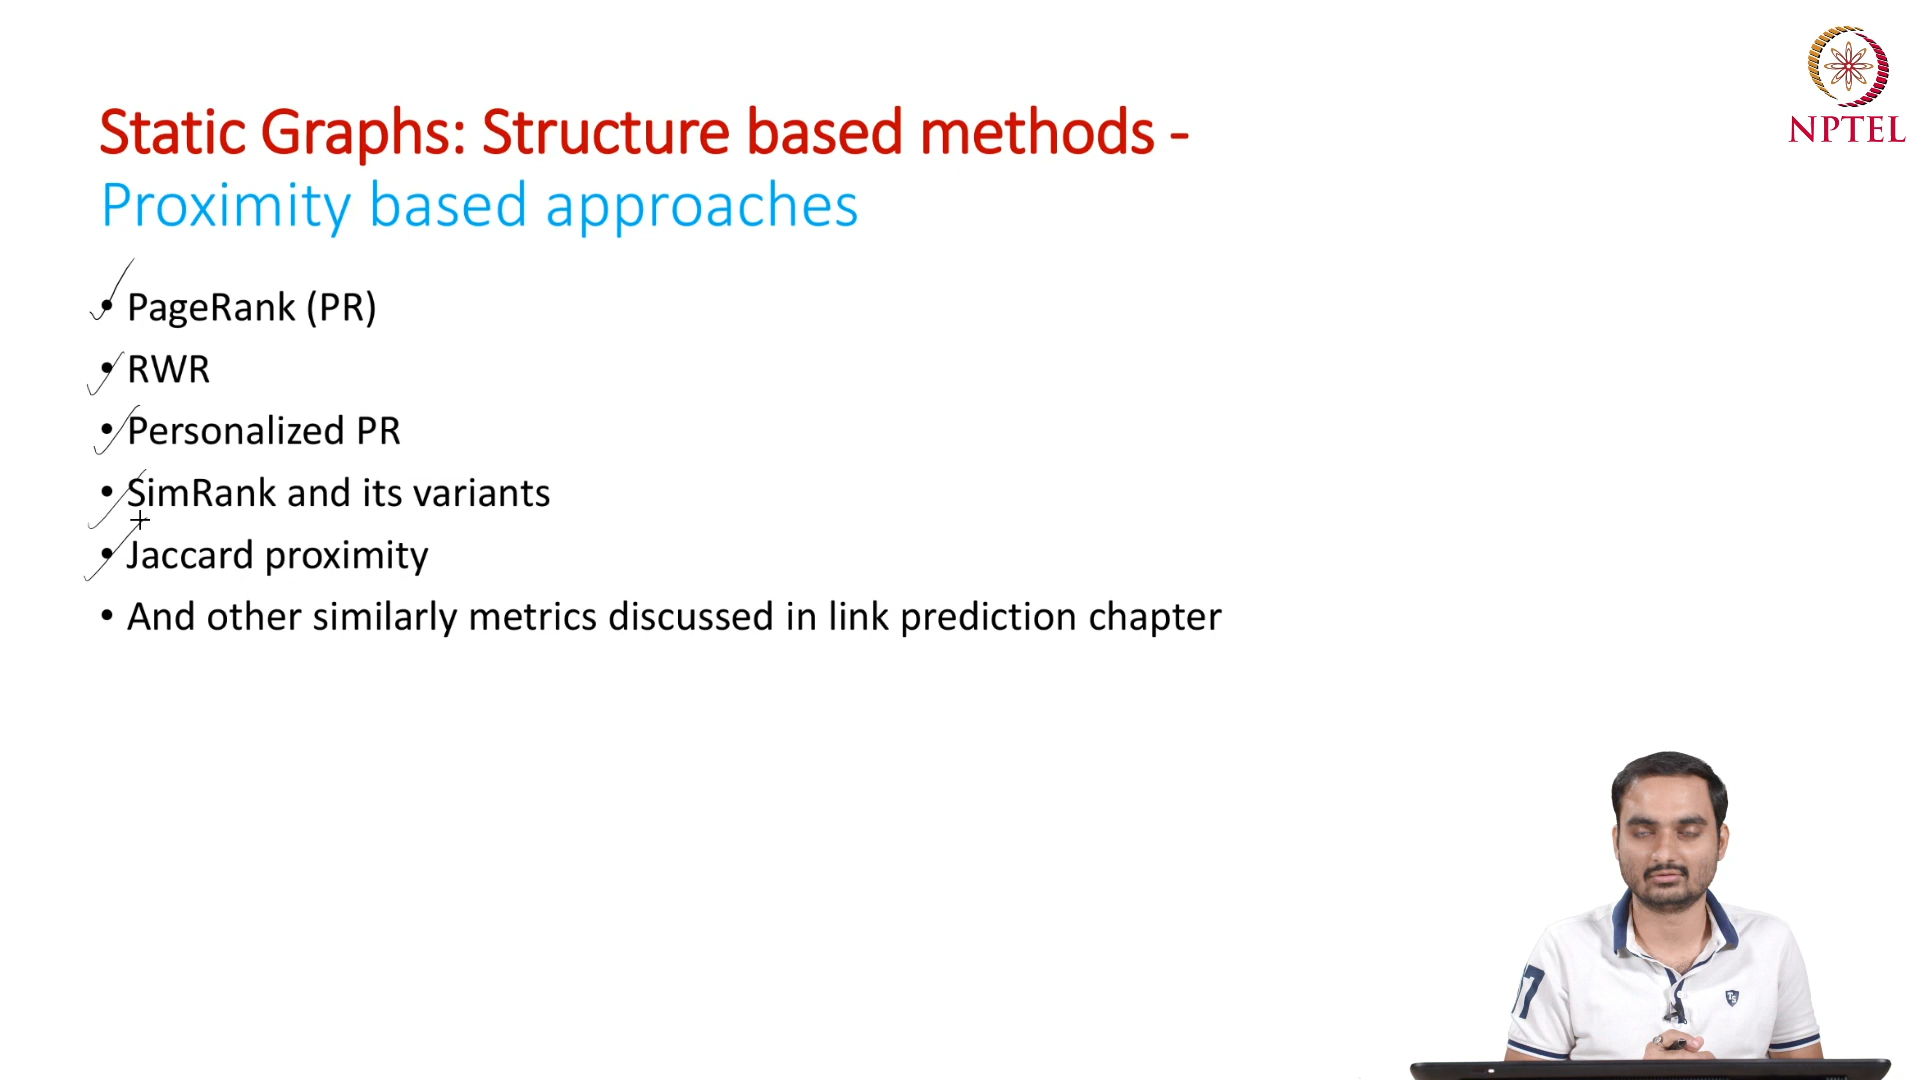 Static Graphs: Structure based methods -
Proximity based approaches
• PageRank (PR)
• RWR
• Personalized PR
• SimRank and its variants
• Jaccard proximity
• And other similarly metrics discussed in link prediction chapter
NPTEL
7